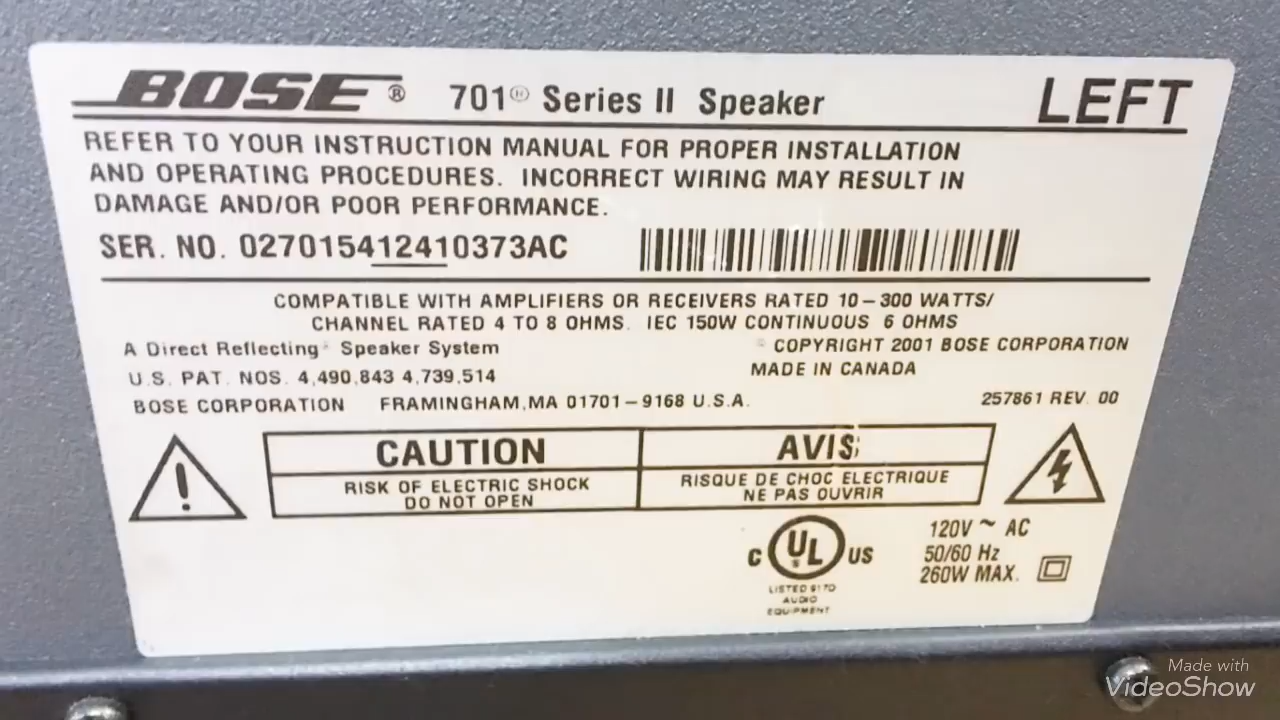 BOSE® 701® Series II Speaker LEFT
REFER TO YOUR INSTRUCTION MANUAL FOR PROPER INSTALLATION
AND OPERATING PROCEDURES. INCORRECT WIRING MAY RESULT IN
DAMAGE AND/OR POOR PERFORMANCE.
SER. NO. 027015412410373AC
COMPATIBLE WITH AMPLIFIERS OR RECEIVERS RATED 10–300 WATTS/
CHANNEL RATED 4 TO 8 OHMS. IEC 150W CONTINUOUS 6 OHMS
A Direct Reflecting® Speaker System
© COPYRIGHT 2001 BOSE CORPORATION
U.S. PAT. NOS. 4,490,843 4,739,514
MADE IN CANADA
BOSE CORPORATION FRAMINGHAM, MA 01701–9168 U.S.A.
257861 REV. 00
CAUTION
RISK OF ELECTRIC SHOCK
DO NOT OPEN
AVIS
RISQUE DE CHOC ELECTRIQUE
NE PAS OUVRIR
C UL US
LISTED 917D
AUDIO
EQUIPMENT
120V ~ AC
50/60 Hz
260W MAX.
Made with
VideoShow